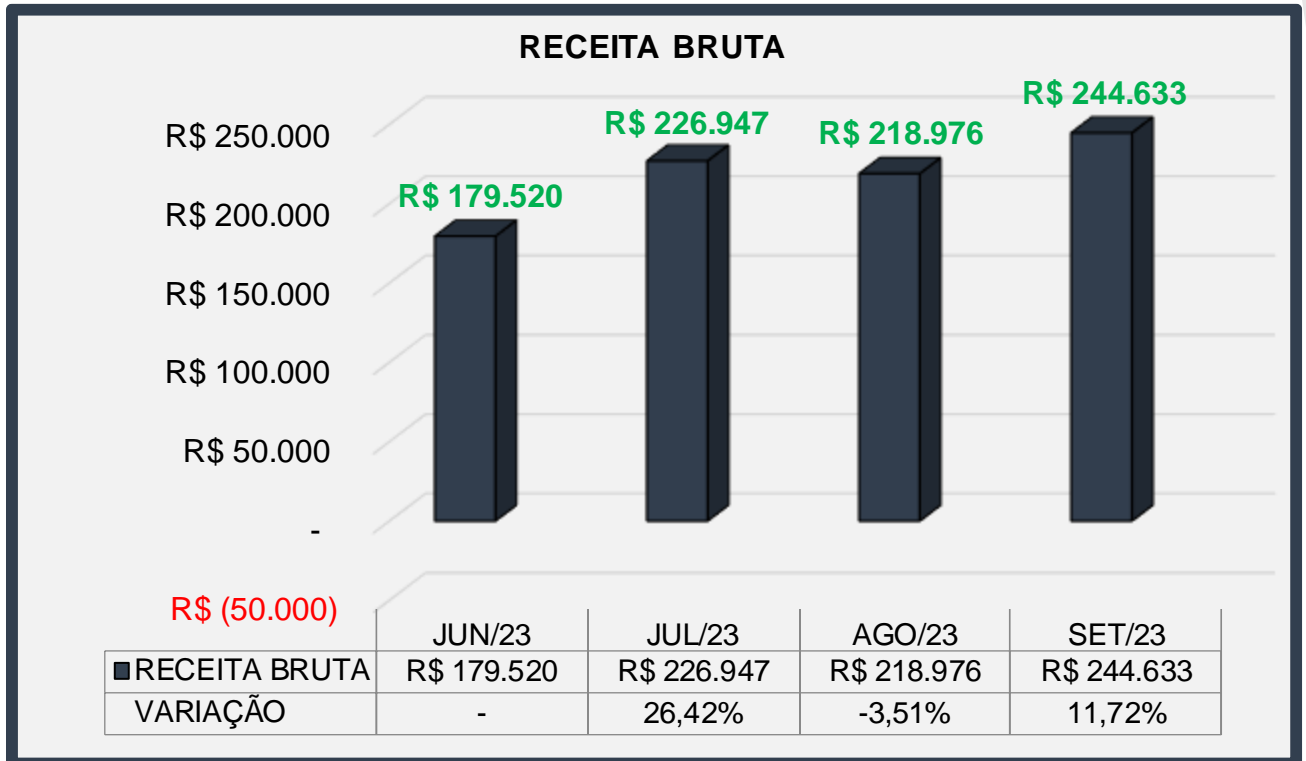 RECEITA BRUTA
R$ 244.633
R$ 226.947
R$ 218.976
R$ 179.520
R$ 250.000
R$ 200.000
R$ 150.000
R$ 100.000
R$ 50.000
-
R$ (50.000)
JUN/23 JUL/23 AGO/23 SET/23
RECEITA BRUTA R$ 179.520 R$ 226.947 R$ 218.976 R$ 244.633
VARIAÇÃO - 26,42% -3,51% 11,72%